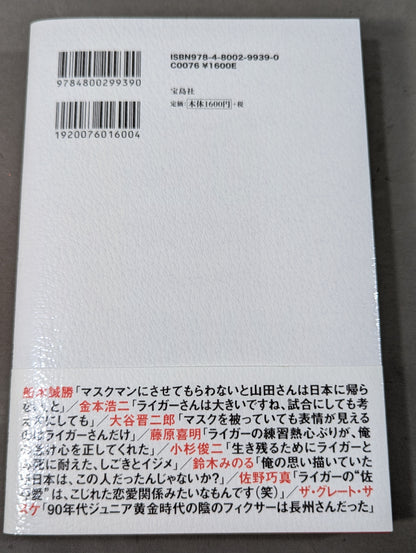 ISBN978-4-8002-9939-0
C0076 ¥1600E
9784800299390
宝島社
定価 本体1600円 +税
1920076016004
船木誠勝「マスクマンにさせてもらわないと山田さんは日本に帰ら
ないと」/金本浩二「ライガーさんは大きいですね、試合にしても考
え方にしても」/大谷晋二郎「マスクを被っていても表情が見える
のはライガーさんだけ」/藤原喜明「ライガーの練習熱心ぶりが、俺
のとげ心を正してくれた」/小杉俊二「生き残るためにライガーと
必死に耐えた、しごきとイジメ」/鈴木みのる「俺の思い描いていた
新日本は、この人だったんじゃないか?」/佐野巧真「ライガーの“佐
野愛”は、こじれた恋愛関係みたいなもんです(笑)」/ザ・グレート・サ
スケ「90年代ジュニア黄金時代の陰のフィクサーは長州さんだった」